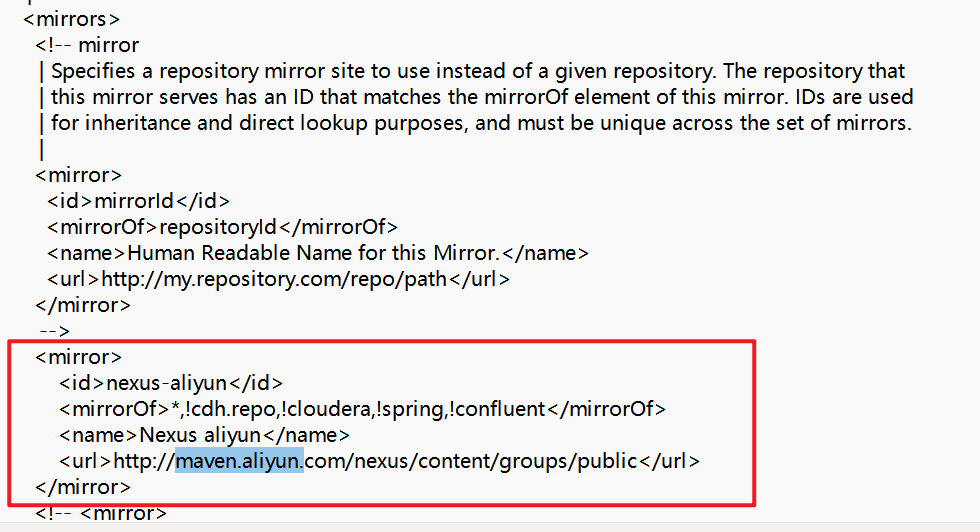 <mirrors>
<!-- mirror
| Specifies a repository mirror site to use instead of a given repository. The repository that
| this mirror serves has an ID that matches the mirrorOf element of this mirror. IDs are used
| for inheritance and direct lookup purposes, and must be unique across the set of mirrors.
|
<mirror>
<id>mirrorId</id>
<mirrorOf>repositoryId</mirrorOf>
<name>Human Readable Name for this Mirror.</name>
<url>http://my.repository.com/repo/path</url>
</mirror>
-->
<mirror>
<id>nexus-aliyun</id>
<mirrorOf>*,!cdh.repo,!cloudera,!spring,!confluent</mirrorOf>
<name>Nexus aliyun</name>
<url>http://maven.aliyun.com/nexus/content/groups/public</url>
</mirror>
<!-- <mirror>